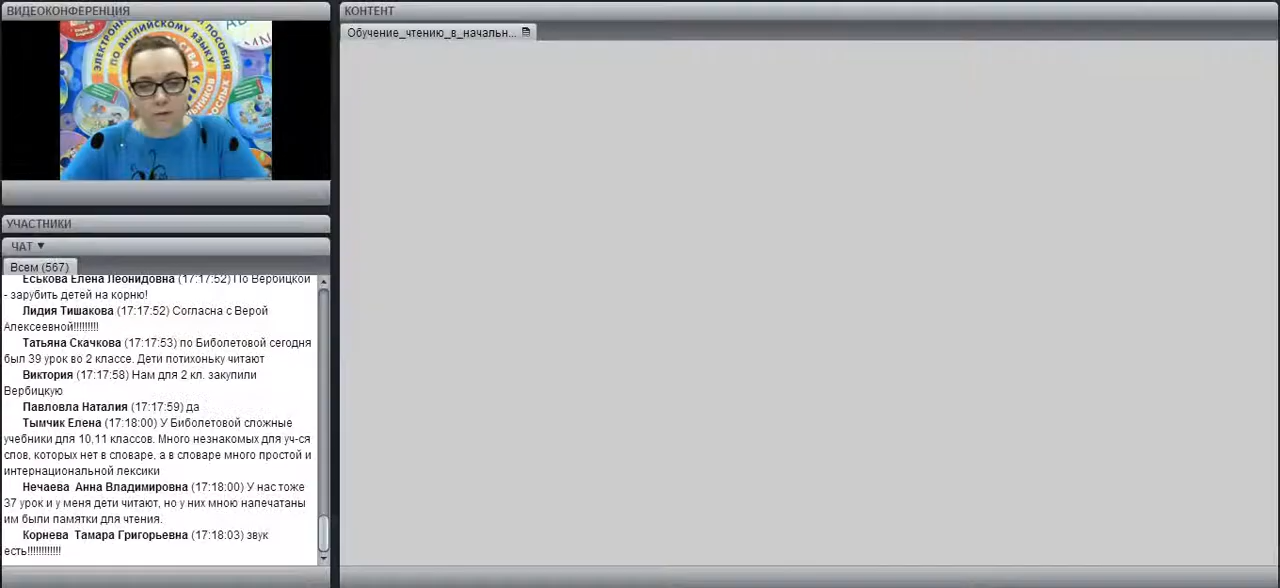 ВИДЕОКОНФЕРЕНЦИЯ
ЭЛЕКТРОННЫ ПОСОБИЯ
ПО АНГЛИЙСКОМУ ЯЗЫКУ
КОНТЕНТ
Обучение_чтению_в_начальн...
УЧАСТНИКИ
ЧАТ
Всем (567)
Еськова Елена Леонидовна (17:17:52) По Вербицкой
- зарубить детей на корню!
Лидия Тишакова (17:17:52) Согласна с Верой
Алексеевной!!!!!!!!!
Татьяна Скачкова (17:17:53) по Биболетовой сегодня
был 39 урок во 2 классе. Дети потихоньку читают
Виктория (17:17:58) Нам для 2 кл. закупили
Вербицкую
Павловла Наталия (17:17:59) да
Тымчик Елена (17:18:00) У Биболетовой сложные
учебники для 10,11 классов. Много незнакомых для уч-ся
слов, которых нет в словаре, а в словаре много простой и
интернациональной лексики
Нечаева Анна Владимировна (17:18:00) У нас тоже
37 урок и у меня дети читают, но у них мною напечатаны
им были памятки для чтения.
Корнева Тамара Григорьевна (17:18:03) звук
есть!!!!!!!!!!!!